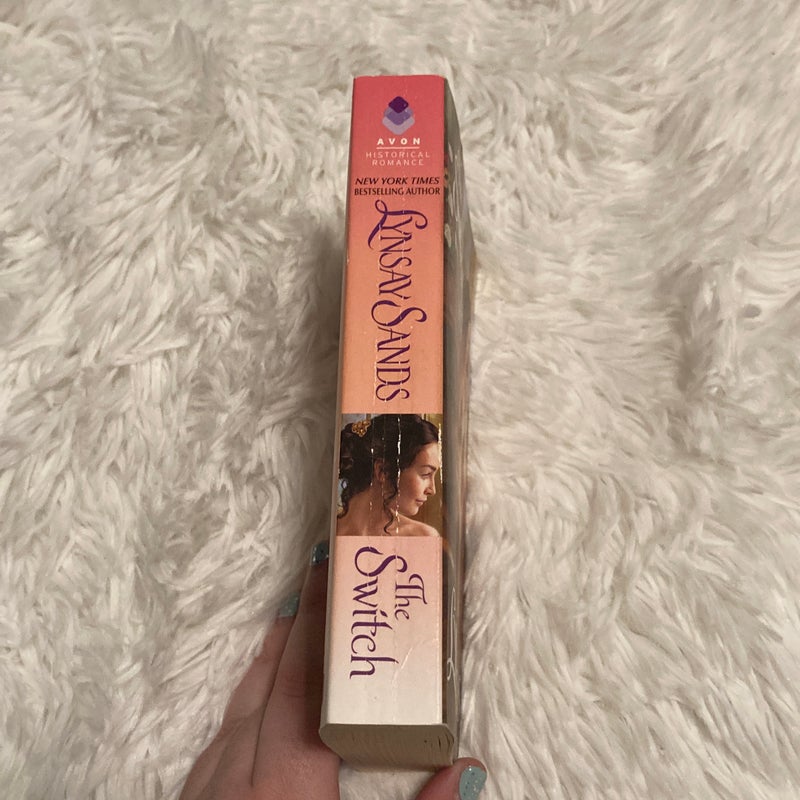 AVON
HISTORICAL
ROMANCE
NEW YORK TIMES
BESTSELLING AUTHOR
LYNSAY SANDS
The
Switch